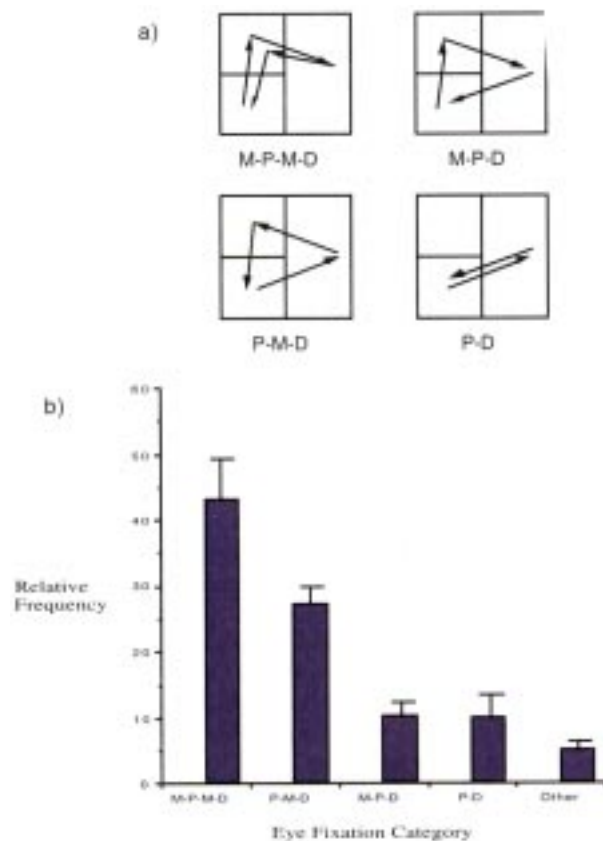 a)
M-P-M-D
M-P-D
P-M-D
P-D
b)
60
50
40
30
20
10
0
Relative
Frequency
M-P-M-D
P-M-D
M-P-D
P-D
Other
Eye Fixation Category